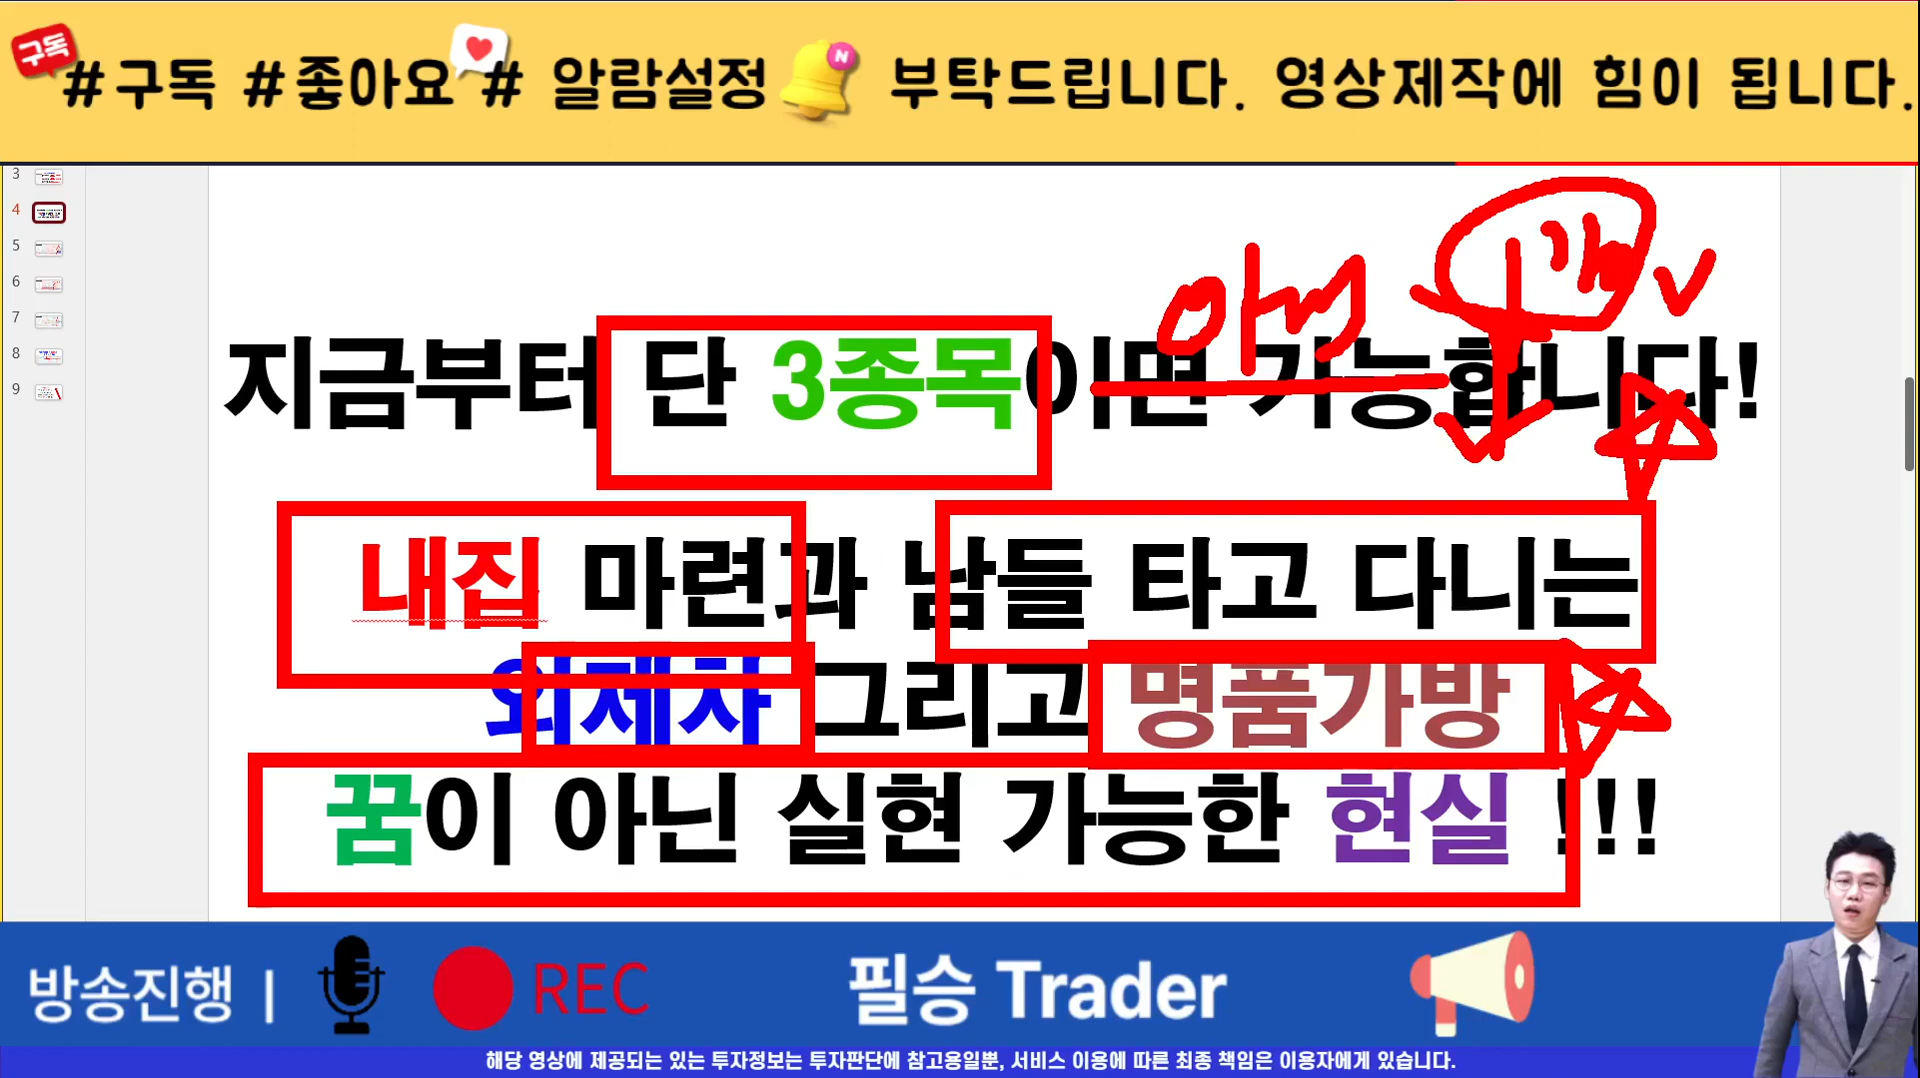 구독
#구독 #좋아요 # 알람설정 N 부탁드립니다. 영상제작에 힘이 됩니다.
3
4
5
6
7
8
9
지금부터 단 3종목이면 가능합니다!
내집 마련과 남들 타고 다니는
외제차 그리고 명품가방
꿈이 아닌 실현 가능한 현실 !!!
방송진행 | REC 필승 Trader
해당 영상에 제공되는 있는 투자정보는 투자판단에 참고용일뿐, 서비스 이용에 따른 최종 책임은 이용자에게 있습니다.